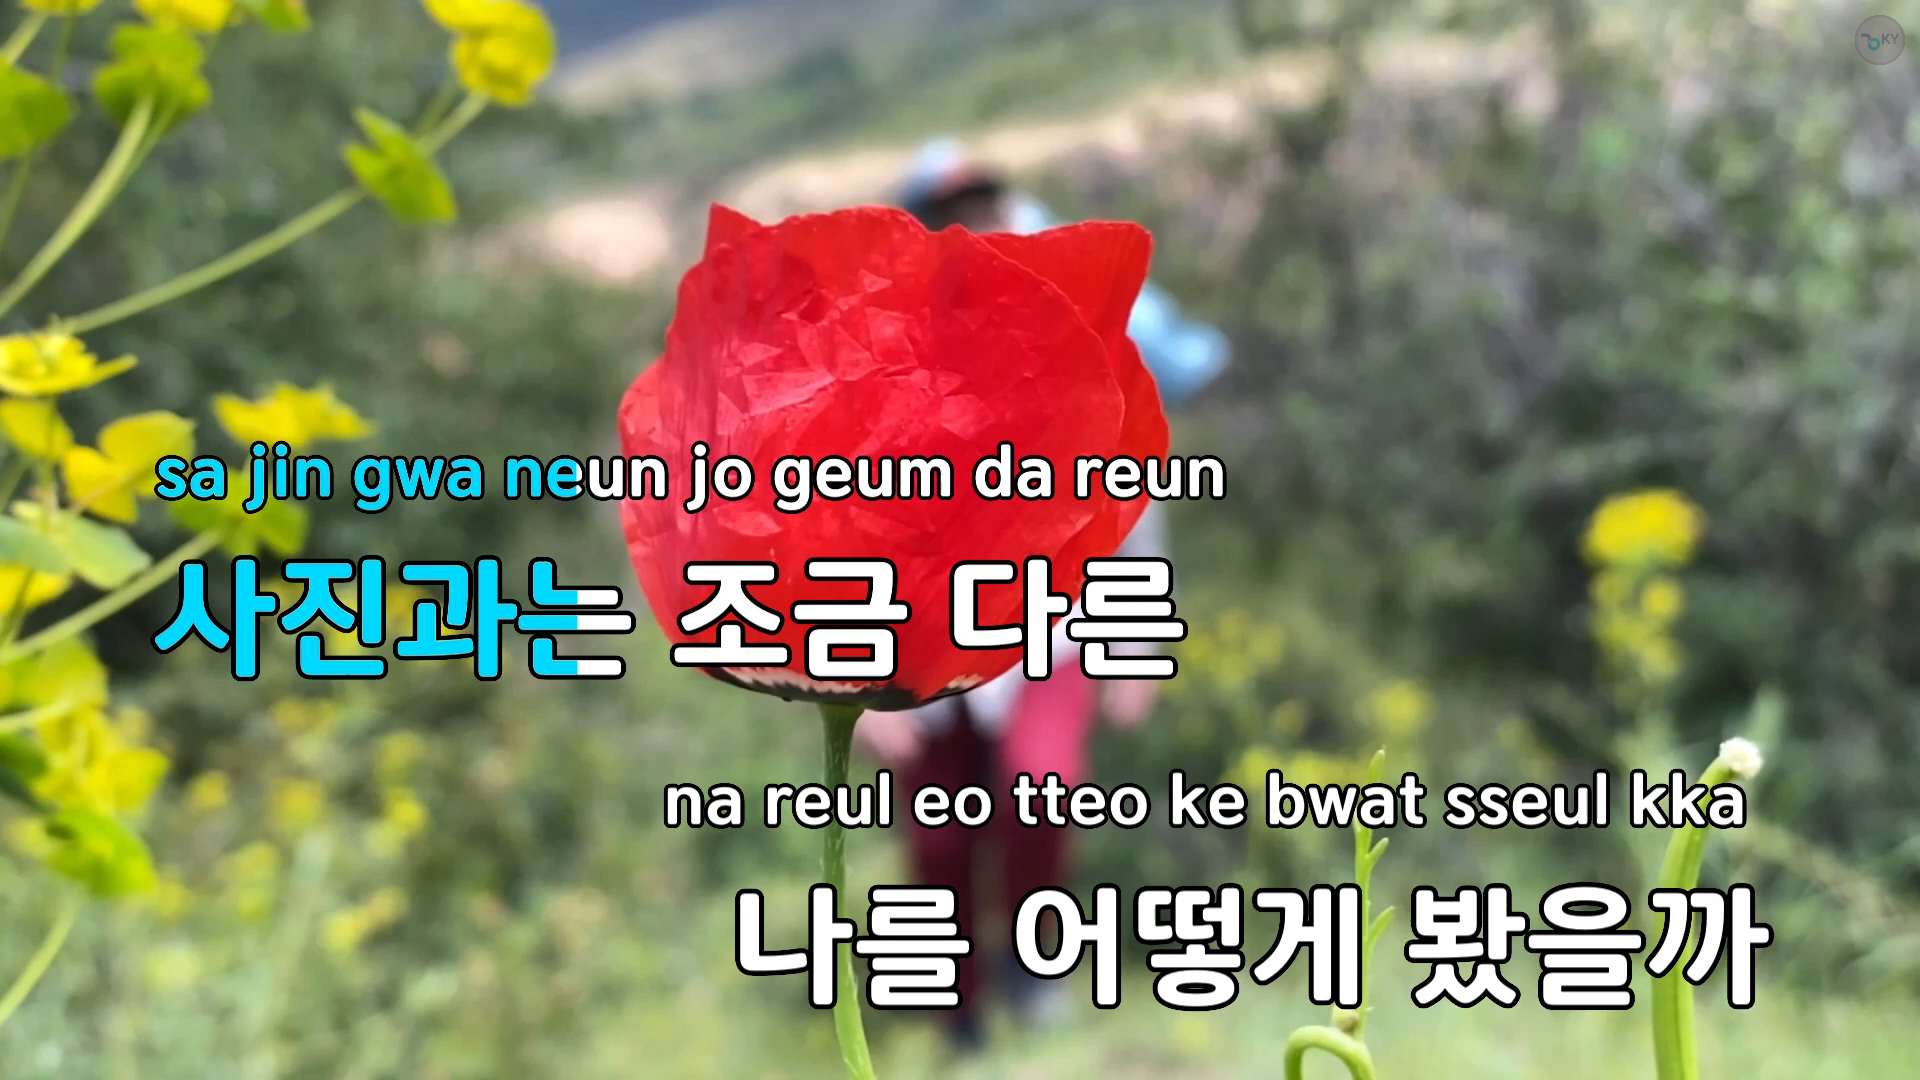 KY
sa jin gwa neun jo geum da reun
사진과는 조금 다른
na reul eo tteo ke bwat sseul kka
나를 어떻게 봤을까